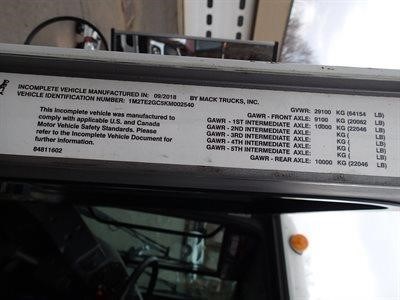 INCOMPLETE VEHICLE MANUFACTURED IN: 09/2018 BY MACK TRUCKS, INC.
VEHICLE IDENTIFICATION NUMBER: 1M2TE2GC5KM002540
This incomplete vehicle was manufactured to
comply with applicable U.S. and Canada
Motor Vehicle Safety Standards. Please
refer to the Incomplete Vehicle Document for
further information.
84811602
GVWR: 29100 KG (64154 LB)
GAWR - FRONT AXLE: 9100 KG (20062 LB)
GAWR - 1ST INTERMEDIATE AXLE: 10000 KG (22046 LB)
GAWR - 2ND INTERMEDIATE AXLE: KG ( LB)
GAWR - 3RD INTERMEDIATE AXLE: KG ( LB)
GAWR - 4TH INTERMEDIATE AXLE: KG ( LB)
GAWR - 5TH INTERMEDIATE AXLE: KG ( LB)
GAWR - REAR AXLE: 10000 KG (22046 LB)